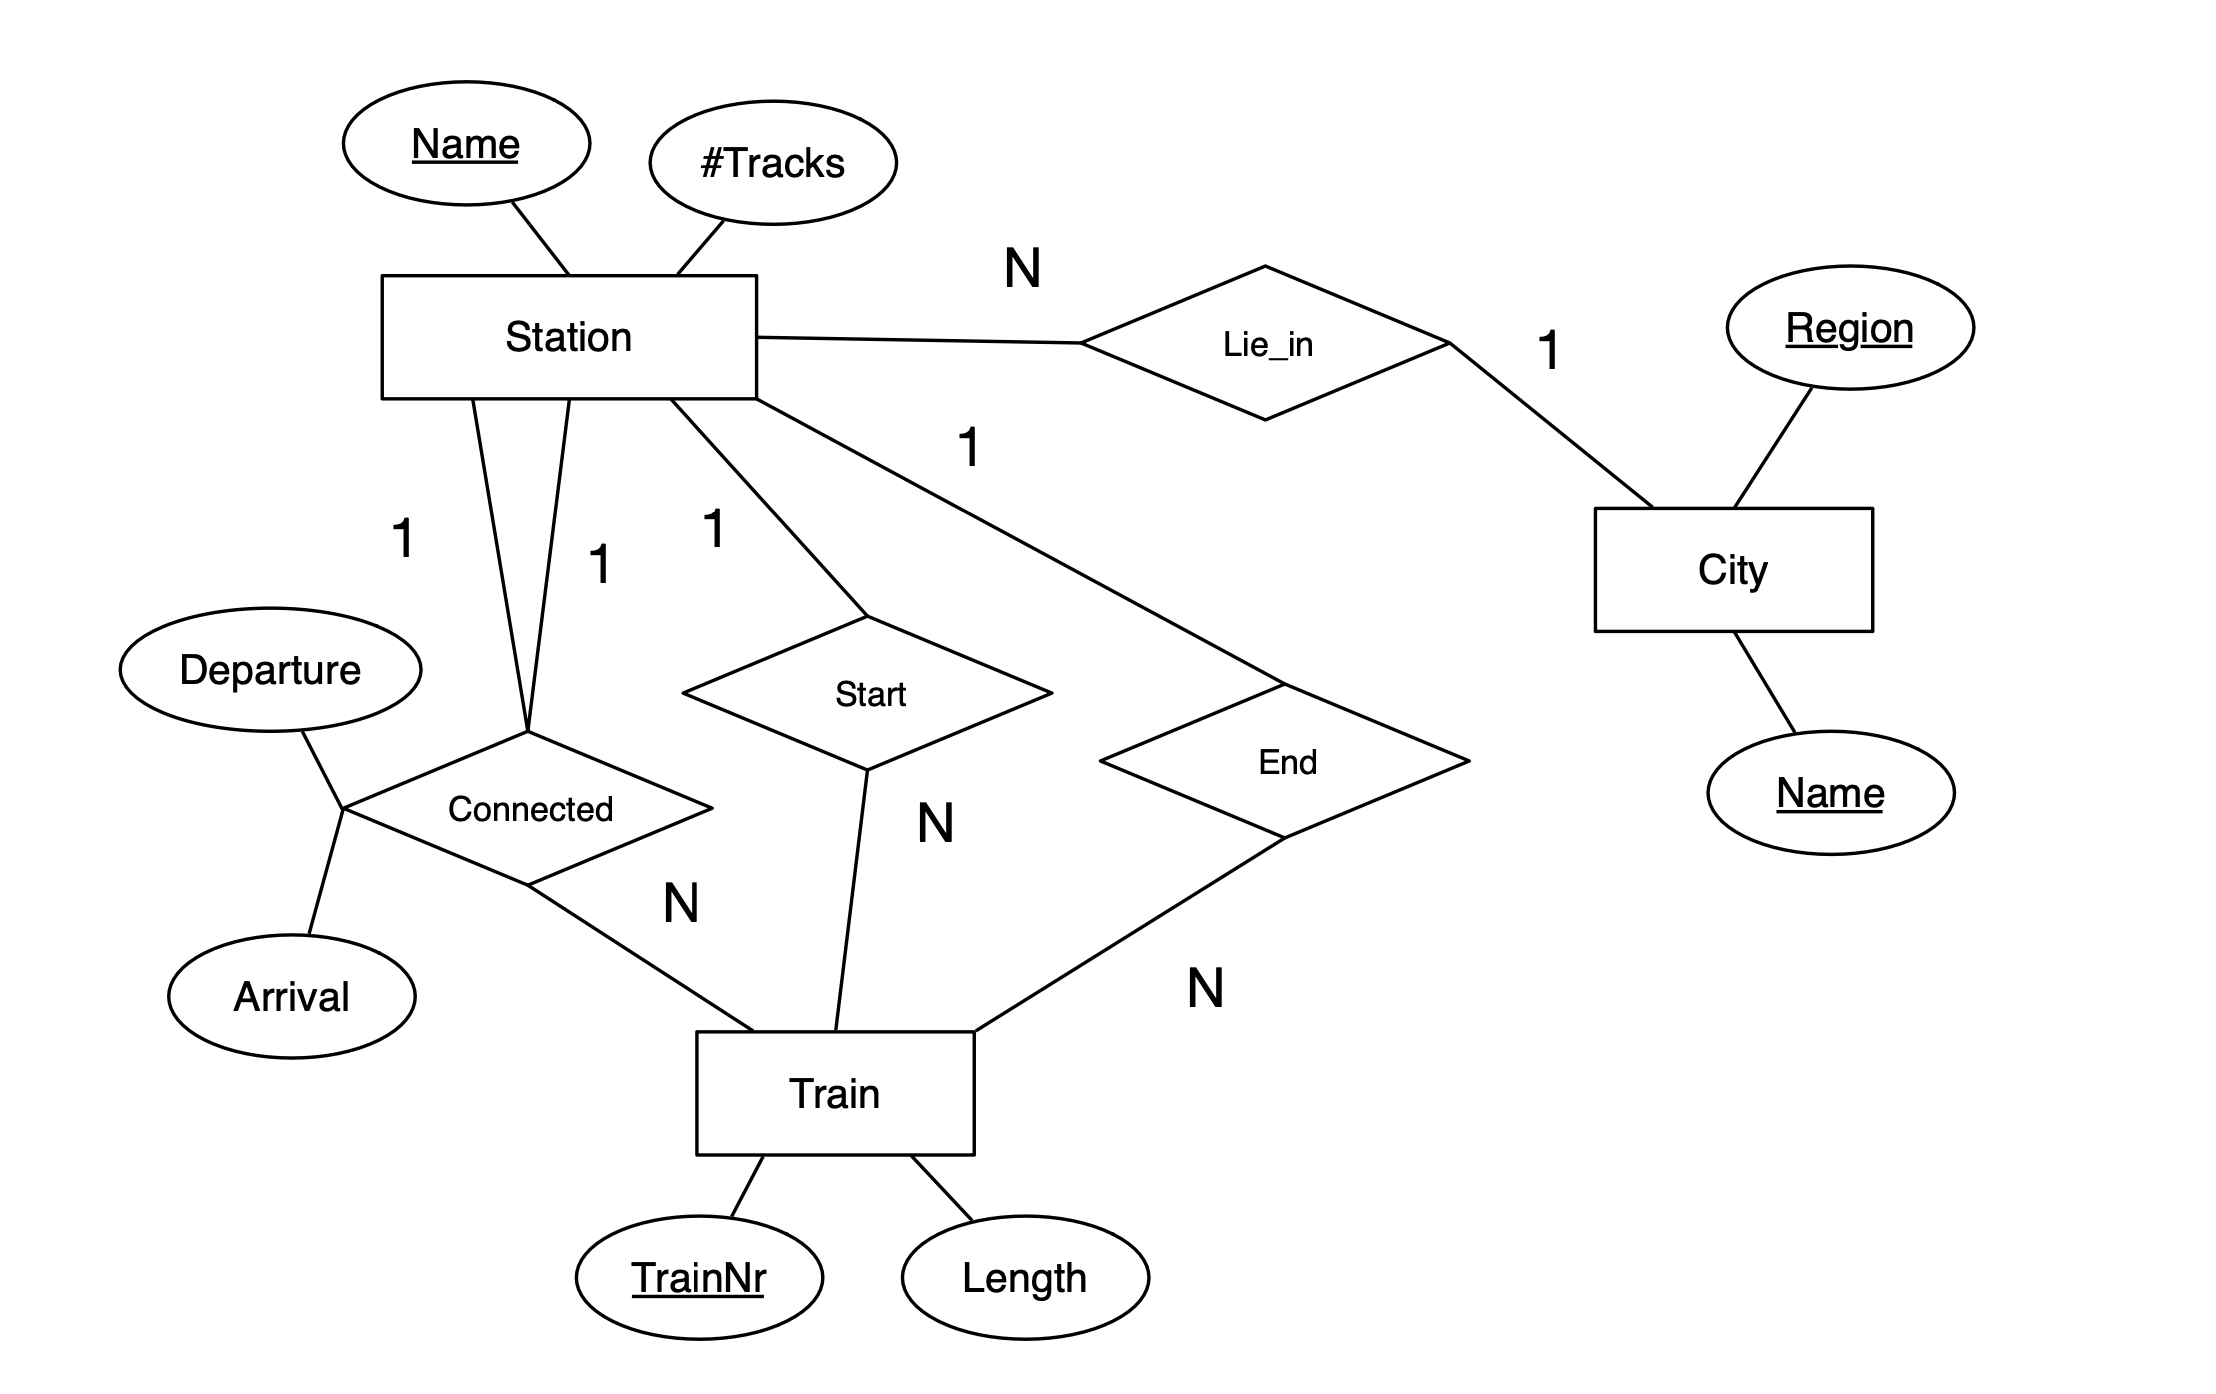 Name
#Tracks
N
Station
Lie_in
1
Region
1
1
1
1
City
Departure
Start
End
Connected
N
Name
N
N
Arrival
Train
TrainNr
Length